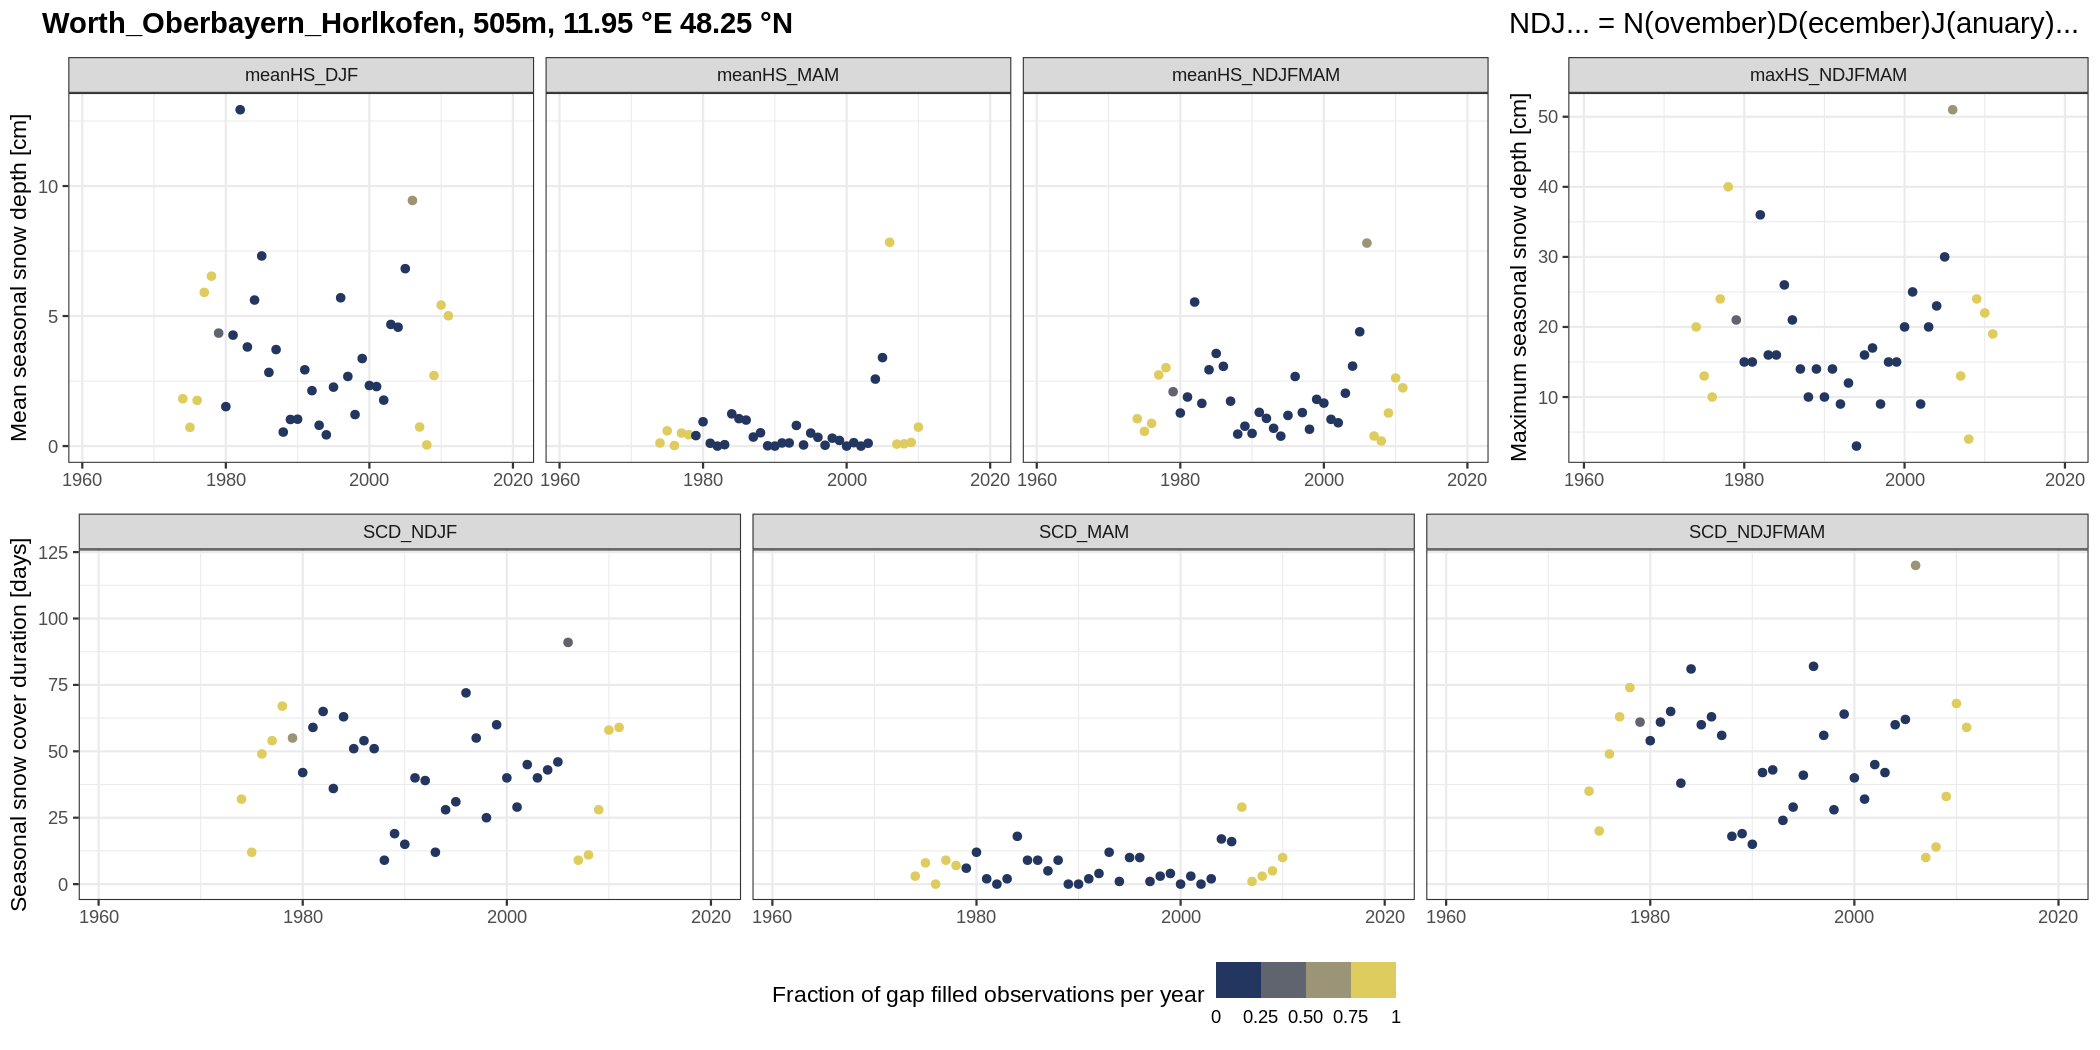 Worth_Oberbayern_Horlkofen, 505m, 11.95 °E 48.25 °N
NDJ... = N(ovember)D(ecember)J(anuary)...
meanHS_DJF
meanHS_MAM
meanHS_NDJFMAM
maxHS_NDJFMAM
Mean seasonal snow depth [cm]
10
5
0
1960 1980 2000 2020
1960 1980 2000 2020
1960 1980 2000 2020
Maximum seasonal snow depth [cm]
50
40
30
20
10
1960 1980 2000 2020
SCD_NDJF
SCD_MAM
SCD_NDJFMAM
Seasonal snow cover duration [days]
125
100
75
50
25
0
1960 1980 2000 2020
1960 1980 2000 2020
1960 1980 2000 2020
Fraction of gap filled observations per year
0 0.25 0.50 0.75 1